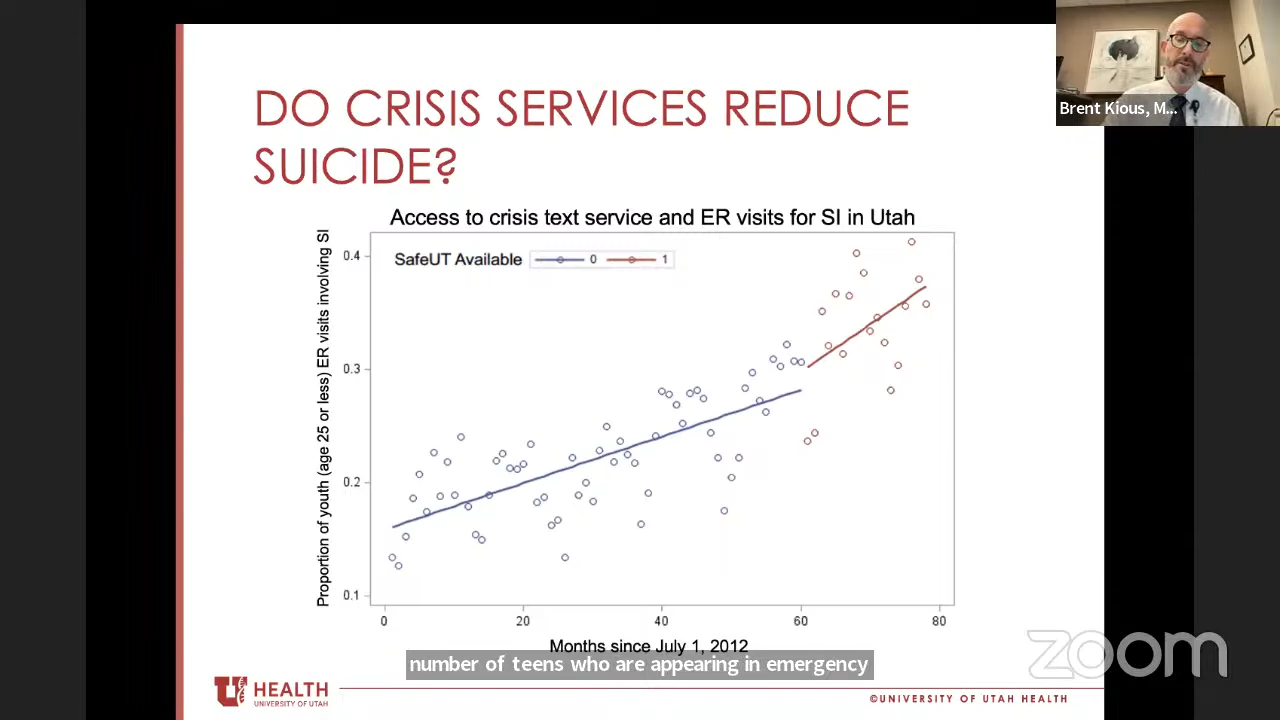 DO CRISIS SERVICES REDUCE
SUICIDE?
Brent Kious, M...
Access to crisis text service and ER visits for SI in Utah
SafeUT Available 0 1
Proportion of youth (age 25 or less) ER visits involving SI
0.4
0.3
0.2
0.1
0 20 40 60 80
Months since July 1, 2012
number of teens who are appearing in emergency
zoom
U HEALTH
UNIVERSITY OF UTAH
©UNIVERSITY OF UTAH HEALTH